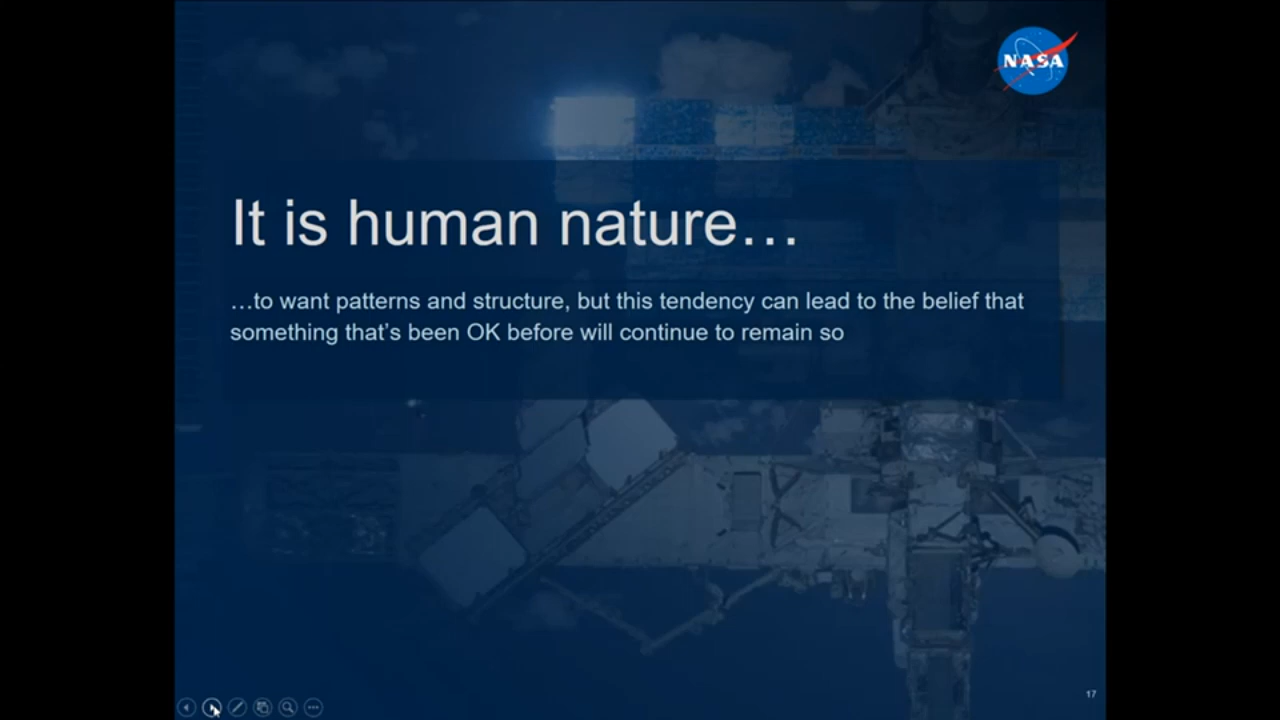 NASA
It is human nature…
…to want patterns and structure, but this tendency can lead to the belief that
something that’s been OK before will continue to remain so
17